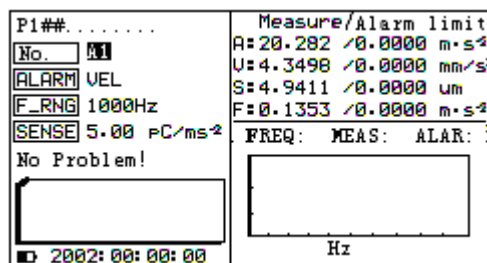 P1##........
No. A1
ALARM VEL
F_RNG 1000Hz
SENSE 5.00 pC/ms⁻²
No Problem!
2002:00:00:00
Measure/Alarm limit
A:20.282 /0.0000 m·s⁻²
V:4.3498 /0.0000 mm/s
S:4.9411 /0.0000 um
F:0.1353 /0.0000 m·s⁻²
FREQ: MEAS: ALAR:
Hz